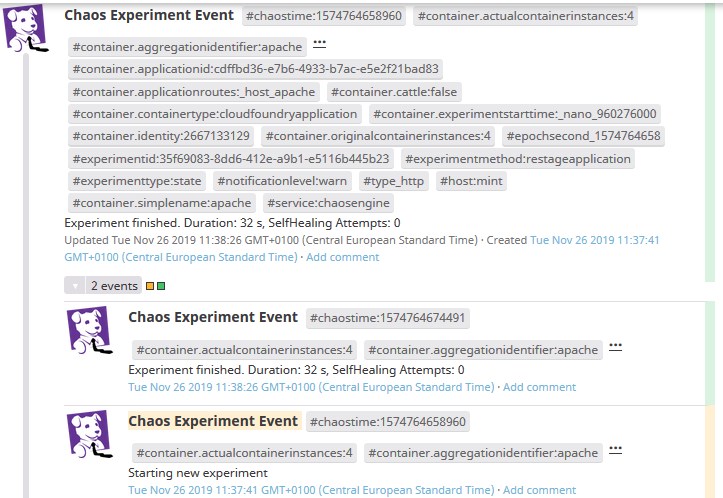 Chaos Experiment Event #chaostime:1574764658960 #container.actualcontainerinstances:4
#container.aggregationidentifier:apache ...
#container.applicationid:cdffbd36-e7b6-4933-b7ac-e5e2f21bad83
#container.applicationroutes:_host_apache #container.cattle:false
#container.containertype:cloudfoundryapplication #container.experimentstarttime:_nano_960276000
#container.identity:2667133129 #container.originalcontainerinstances:4 #epochsecond_1574764658
#experimentid:35f69083-8dd6-412e-a9b1-e5116b445b23 #experimentmethod:restageapplication
#experimenttype:state #notificationlevel:warn #type_http #host:mint
#container.simplename:apache #service:chaosengine
Experiment finished. Duration: 32 s, SelfHealing Attempts: 0
Updated Tue Nov 26 2019 11:38:26 GMT+0100 (Central European Standard Time) · Created Tue Nov 26 2019 11:37:41
GMT+0100 (Central European Standard Time) · Add comment
2 events
Chaos Experiment Event #chaostime:1574764674491
#container.actualcontainerinstances:4 #container.aggregationidentifier:apache ...
Experiment finished. Duration: 32 s, SelfHealing Attempts: 0
Tue Nov 26 2019 11:38:26 GMT+0100 (Central European Standard Time) · Add comment
Chaos Experiment Event #chaostime:1574764658960
#container.actualcontainerinstances:4 #container.aggregationidentifier:apache ...
Starting new experiment
Tue Nov 26 2019 11:37:41 GMT+0100 (Central European Standard Time) · Add comment